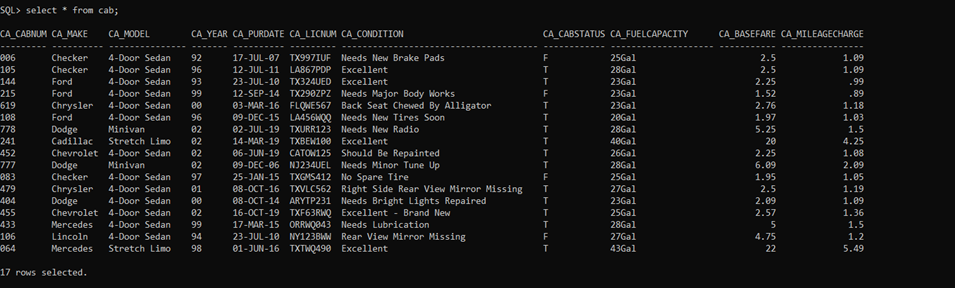 SQL> select * from cab;
CA_CABNUM CA_MAKE CA_MODEL CA_YEAR CA_PURDATE CA_LICNUM CA_CONDITION CA_CABSTATUS CA_FUELCAPACITY CA_BASEFARE CA_MILEAGECHARGE
006 Checker 4-Door Sedan 92 17-JUL-07 TX997IUF Needs New Brake Pads F 25Gal 2.5 1.09
105 Checker 4-Door Sedan 96 12-JUL-11 LA867PDP Excellent T 25Gal 2.5 1.09
144 Ford 4-Door Sedan 93 23-JUL-10 TX324UED Excellent T 23Gal 2.25 .99
215 Ford 4-Door Sedan 99 12-SEP-14 TX290ZPZ Needs Major Body Works F 23Gal 1.52 .89
619 Chrysler 4-Door Sedan 00 03-MAR-16 FLQWE567 Back Seat Chewed By Alligator T 23Gal 2.76 1.18
108 Ford 4-Door Sedan 96 09-DEC-15 LA456WQQ Needs New Tires Soon T 20Gal 1.97 1.03
778 Dodge Minivan 02 02-JUL-19 TXURR123 Needs New Radio T 28Gal 5.25 1.5
241 Cadillac Stretch Limo 02 14-MAR-19 TXBEW100 Excellent T 40Gal 20 4.25
452 Chevrolet 4-Door Sedan 02 06-JUN-19 CATOW125 Should Be Repainted T 26Gal 2.25 1.08
777 Dodge Minivan 02 09-DEC-06 NJ234UEL Needs Minor Tune Up T 28Gal 6.09 2.09
083 Checker 4-Door Sedan 97 25-JAN-15 TXGMS412 No Spare Tire F 25Gal 1.95 1.05
479 Chrysler 4-Door Sedan 01 08-OCT-16 TXVLC562 Right Side Rear View Mirror Missing T 27Gal 2.5 1.19
404 Dodge 4-Door Sedan 00 08-OCT-14 ARYTP231 Needs Bright Lights Repaired T 23Gal 2.09 1.09
455 Chevrolet 4-Door Sedan 02 16-OCT-19 TXF63RWQ Excellent - Brand New T 25Gal 2.57 1.36
433 Mercedes 4-Door Sedan 99 17-MAR-15 ORRWQ043 Needs Lubrication T 28Gal 5 1.5
106 Lincoln 4-Door Sedan 94 23-JUL-10 NY123BWW Rear View Mirror Missing F 27Gal 4.75 1.2
064 Mercedes Stretch Limo 98 01-JUN-16 TXTWQ490 Excellent T 43Gal 22 5.49
17 rows selected.